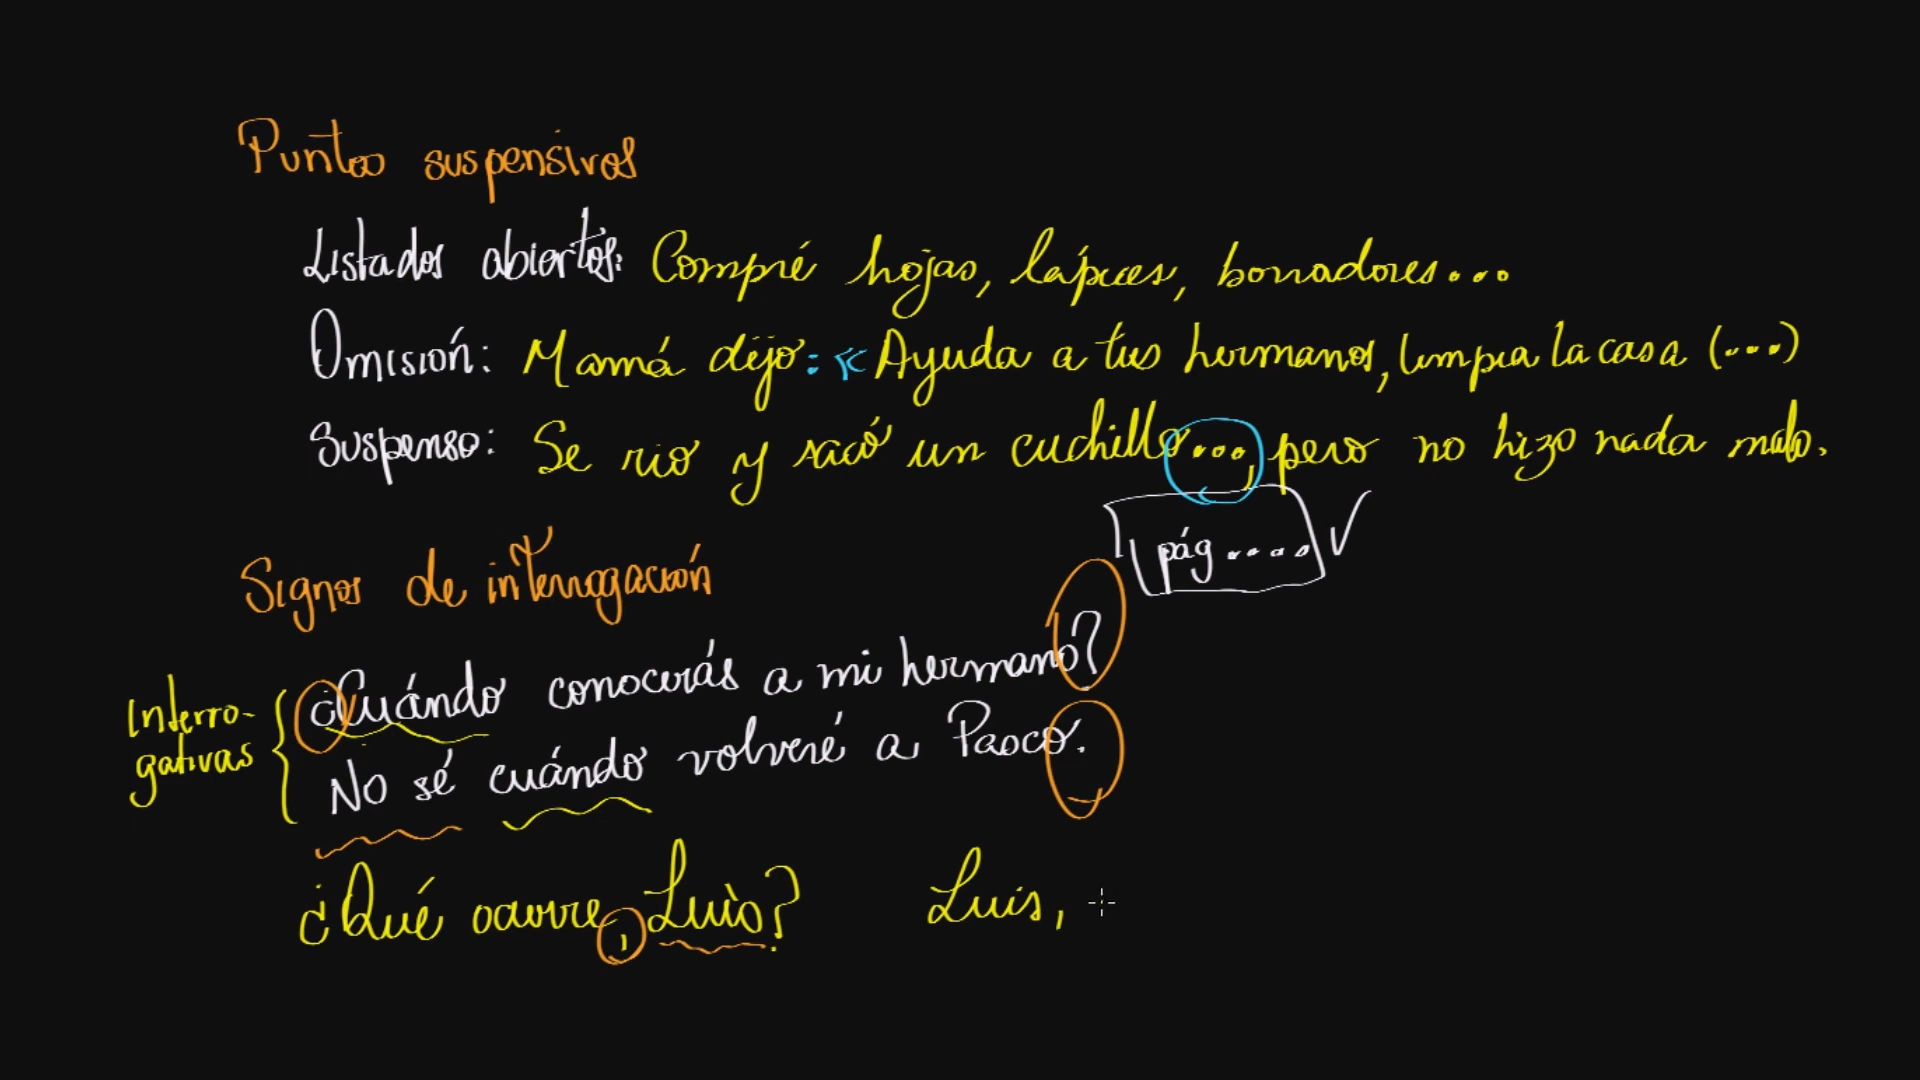 Puntos suspensivos
Listados abiertos: Compré hojas, lápices, borradores...
Omisión: Mamá dijo: «Ayuda a tus hermanos, limpia la casa (...)
Suspenso: Se rio y sacó un cuchillo..., pero no hizo nada malo.
pág.... ✓
Signos de interrogación
¿Cuándo conocerás a mi hermano?
Interro-
gativas
No sé cuándo volveré a Pasco.
¿Qué ocurre, Luis? Luis,